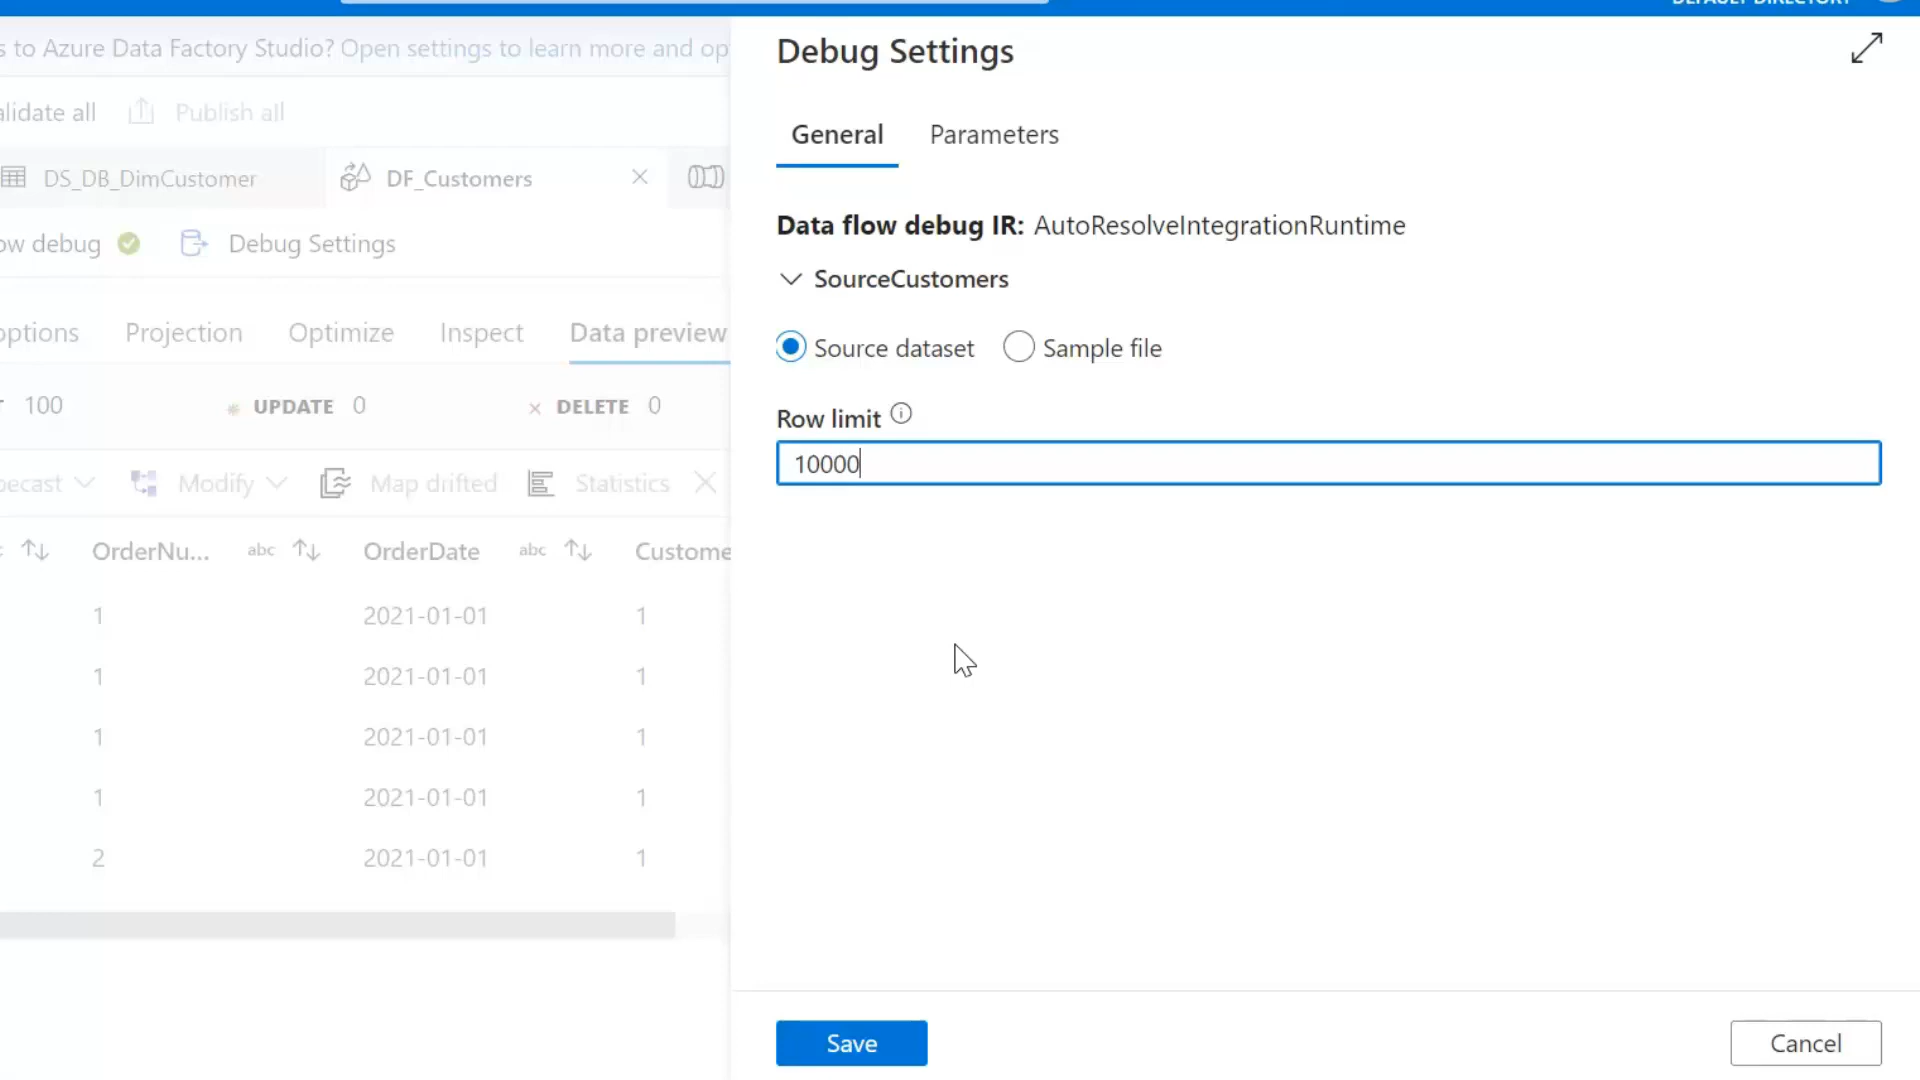 s to Azure Data Factory Studio? Open settings to learn more and op
alidate all Publish all
DS_DB_DimCustomer DF_Customers
ow debug Debug Settings
options Projection Optimize Inspect Data preview
100 UPDATE 0 DELETE 0
ecast Modify Map drifted Statistics
OrderNu... abc OrderDate abc Custome
1 2021-01-01 1
1 2021-01-01 1
1 2021-01-01 1
1 2021-01-01 1
2 2021-01-01 1
DEFAULT DIRECTORY
Debug Settings
General Parameters
Data flow debug IR: AutoResolveIntegrationRuntime
SourceCustomers
Source dataset Sample file
Row limit
10000
Save Cancel